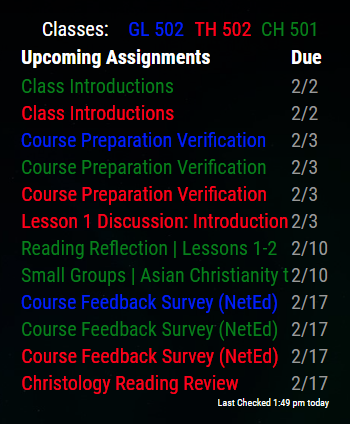 Classes: GL 502 TH 502 CH 501
Upcoming Assignments Due
Class Introductions 2/2
Class Introductions 2/2
Course Preparation Verification 2/3
Course Preparation Verification 2/3
Course Preparation Verification 2/3
Lesson 1 Discussion: Introduction 2/3
Reading Reflection | Lessons 1-2 2/10
Small Groups | Asian Christianity t 2/10
Course Feedback Survey (NetEd) 2/17
Course Feedback Survey (NetEd) 2/17
Course Feedback Survey (NetEd) 2/17
Christology Reading Review 2/17
Last Checked 1:49 pm today